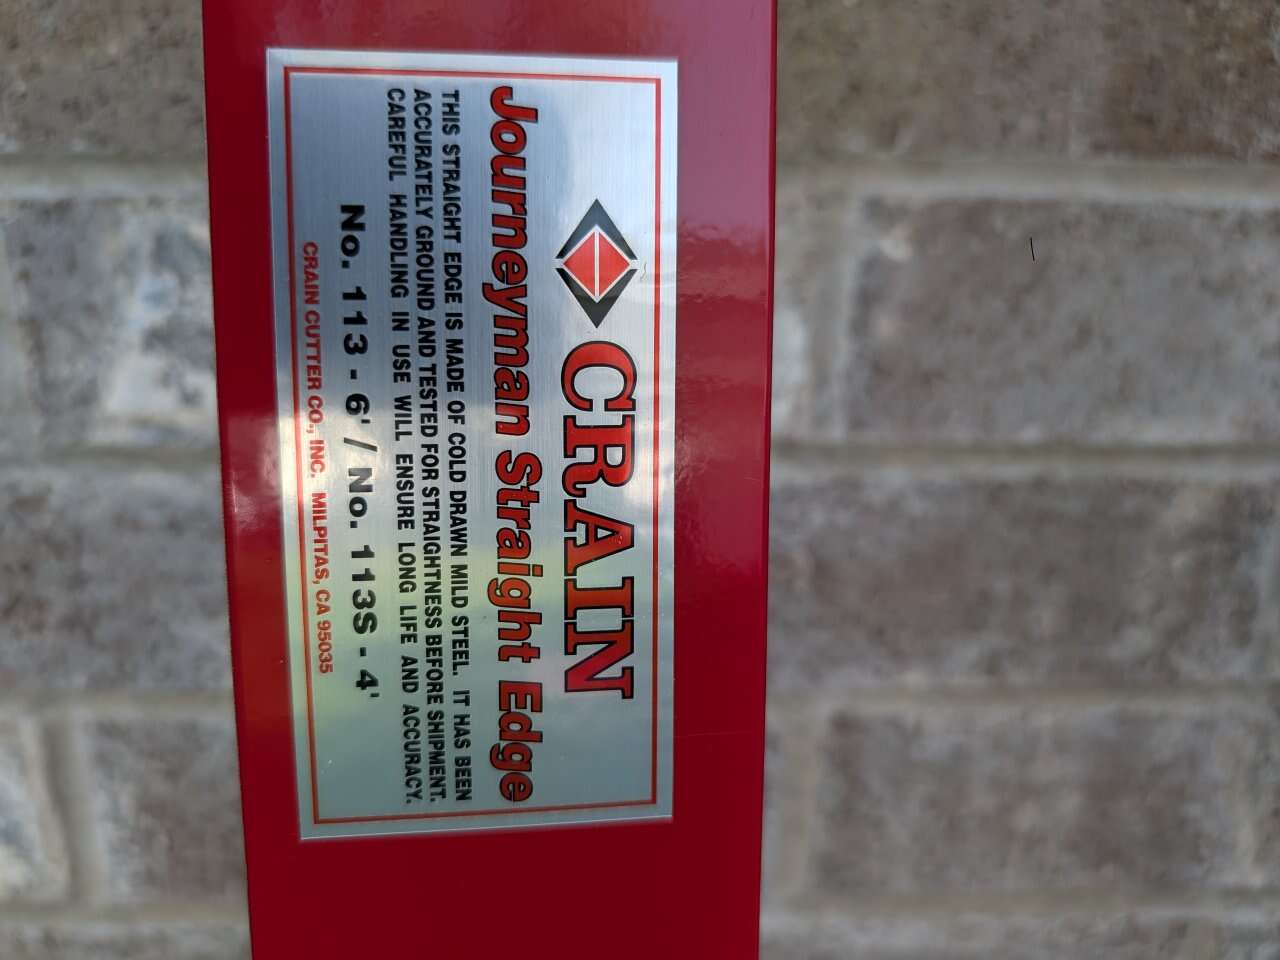 CRAIN
Journeyman Straight Edge
THIS STRAIGHT EDGE IS MADE OF COLD DRAWN MILD STEEL. IT HAS BEEN
ACCURATELY GROUND AND TESTED FOR STRAIGHTNESS BEFORE SHIPMENT.
CAREFUL HANDLING IN USE WILL ENSURE LONG LIFE AND ACCURACY.
No. 113 - 6' / No. 113S - 4'
CRAIN CUTTER CO., INC. MILPITAS, CA 95035